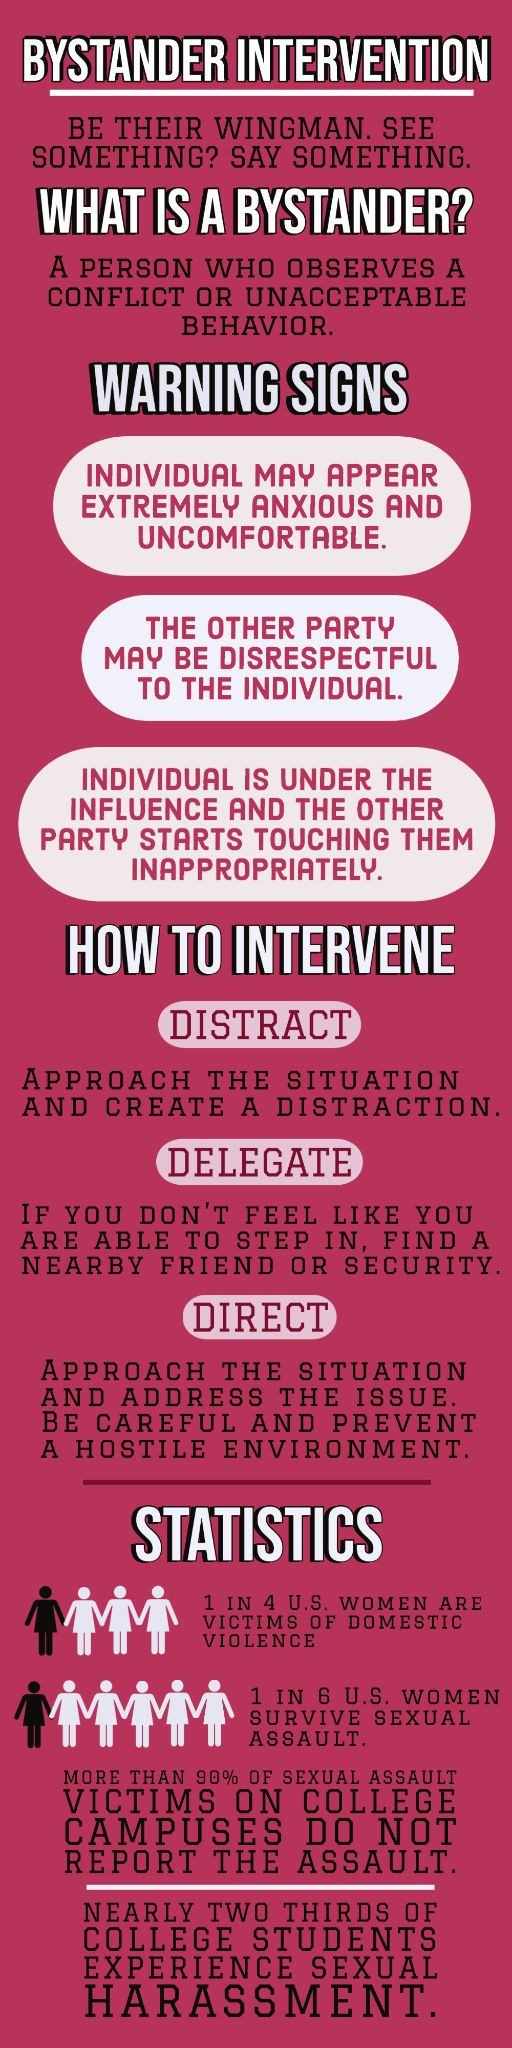 BYSTANDER INTERVENTION
BE THEIR WINGMAN. SEE
SOMETHING? SAY SOMETHING.
WHAT IS A BYSTANDER?
A PERSON WHO OBSERVES A
CONFLICT OR UNACCEPTABLE
BEHAVIOR.
WARNING SIGNS
INDIVIDUAL MAY APPEAR
EXTREMELY ANXIOUS AND
UNCOMFORTABLE.
THE OTHER PARTY
MAY BE DISRESPECTFUL
TO THE INDIVIDUAL.
INDIVIDUAL IS UNDER THE
INFLUENCE AND THE OTHER
PARTY STARTS TOUCHING THEM
INAPPROPRIATELY.
HOW TO INTERVENE
DISTRACT
APPROACH THE SITUATION
AND CREATE A DISTRACTION.
DELEGATE
IF YOU DON'T FEEL LIKE YOU
ARE ABLE TO STEP IN, FIND A
NEARBY FRIEND OR SECURITY.
DIRECT
APPROACH THE SITUATION
AND ADDRESS THE ISSUE.
BE CAREFUL AND PREVENT
A HOSTILE ENVIRONMENT.
STATISTICS
1 IN 4 U.S. WOMEN ARE
VICTIMS OF DOMESTIC
VIOLENCE
1 IN 6 U.S. WOMEN
SURVIVE SEXUAL
ASSAULT.
MORE THAN 90% OF SEXUAL ASSAULT
VICTIMS ON COLLEGE
CAMPUSES DO NOT
REPORT THE ASSAULT.
NEARLY TWO THIRDS OF
COLLEGE STUDENTS
EXPERIENCE SEXUAL
HARASSMENT.